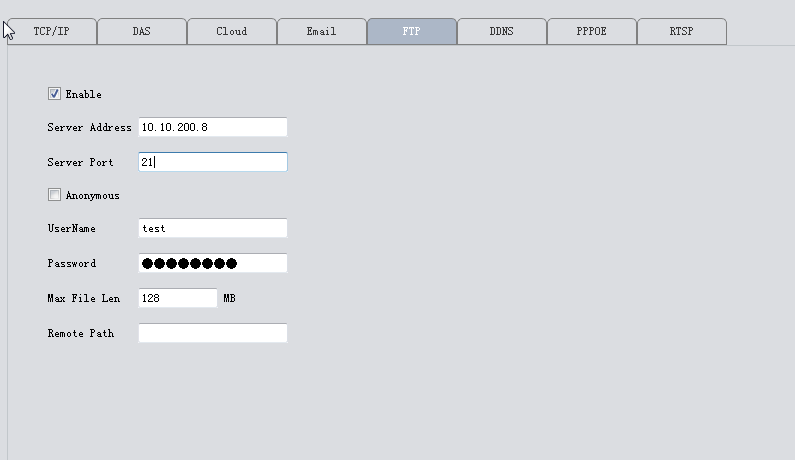 TCP/IP DAS Cloud Email FTP DDNS PPPOE RTSP
Enable
Server Address 10.10.200.8
Server Port 21
Anonymous
UserName test
Password ●●●●●●●●
Max File Len 128 MB
Remote Path